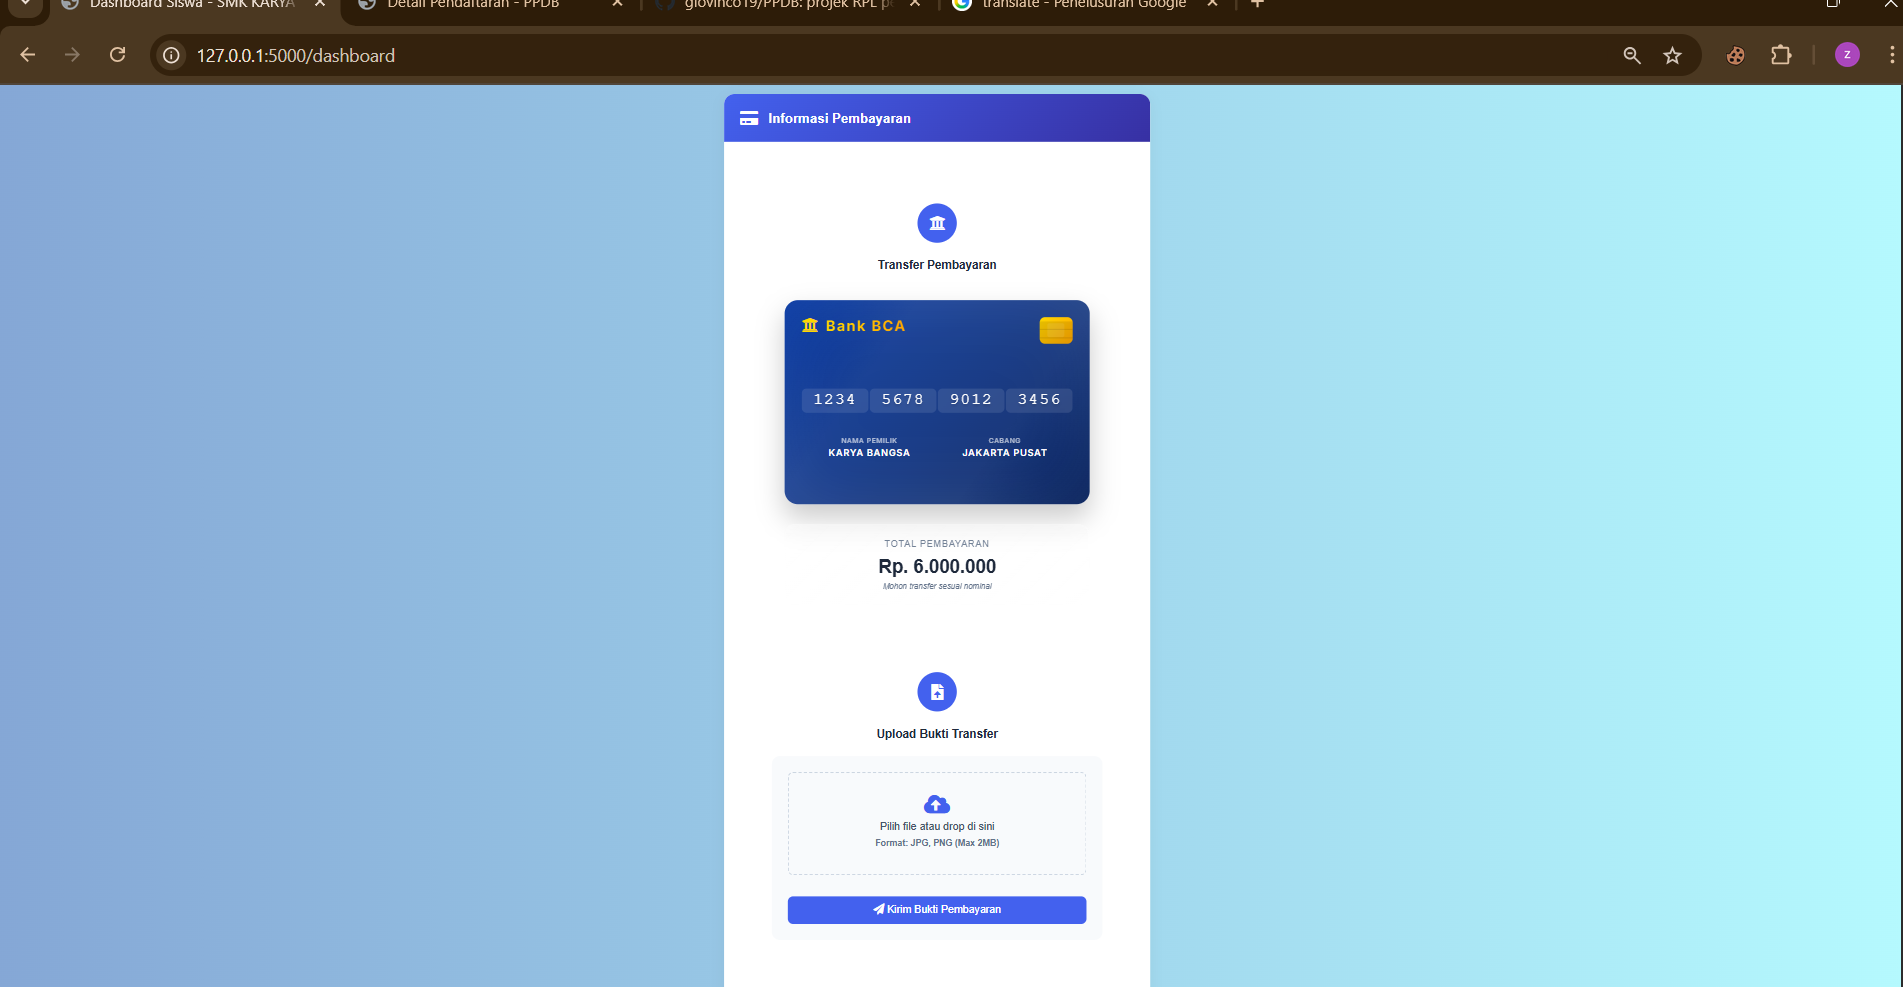 Dashboard Siswa - SMK KARYA
Detail Pendaftaran - PPDB
giovinco19/PPDB: projek RPL p
translate - Penelusuran Google
127.0.0.1:5000/dashboard
z
Informasi Pembayaran
Transfer Pembayaran
Bank BCA
1234 5678 9012 3456
NAMA PEMILIK CABANG
KARYA BANGSA JAKARTA PUSAT
TOTAL PEMBAYARAN
Rp. 6.000.000
Mohon transfer sesuai nominal
Upload Bukti Transfer
Pilih file atau drop di sini
Format: JPG, PNG (Max 2MB)
Kirim Bukti Pembayaran